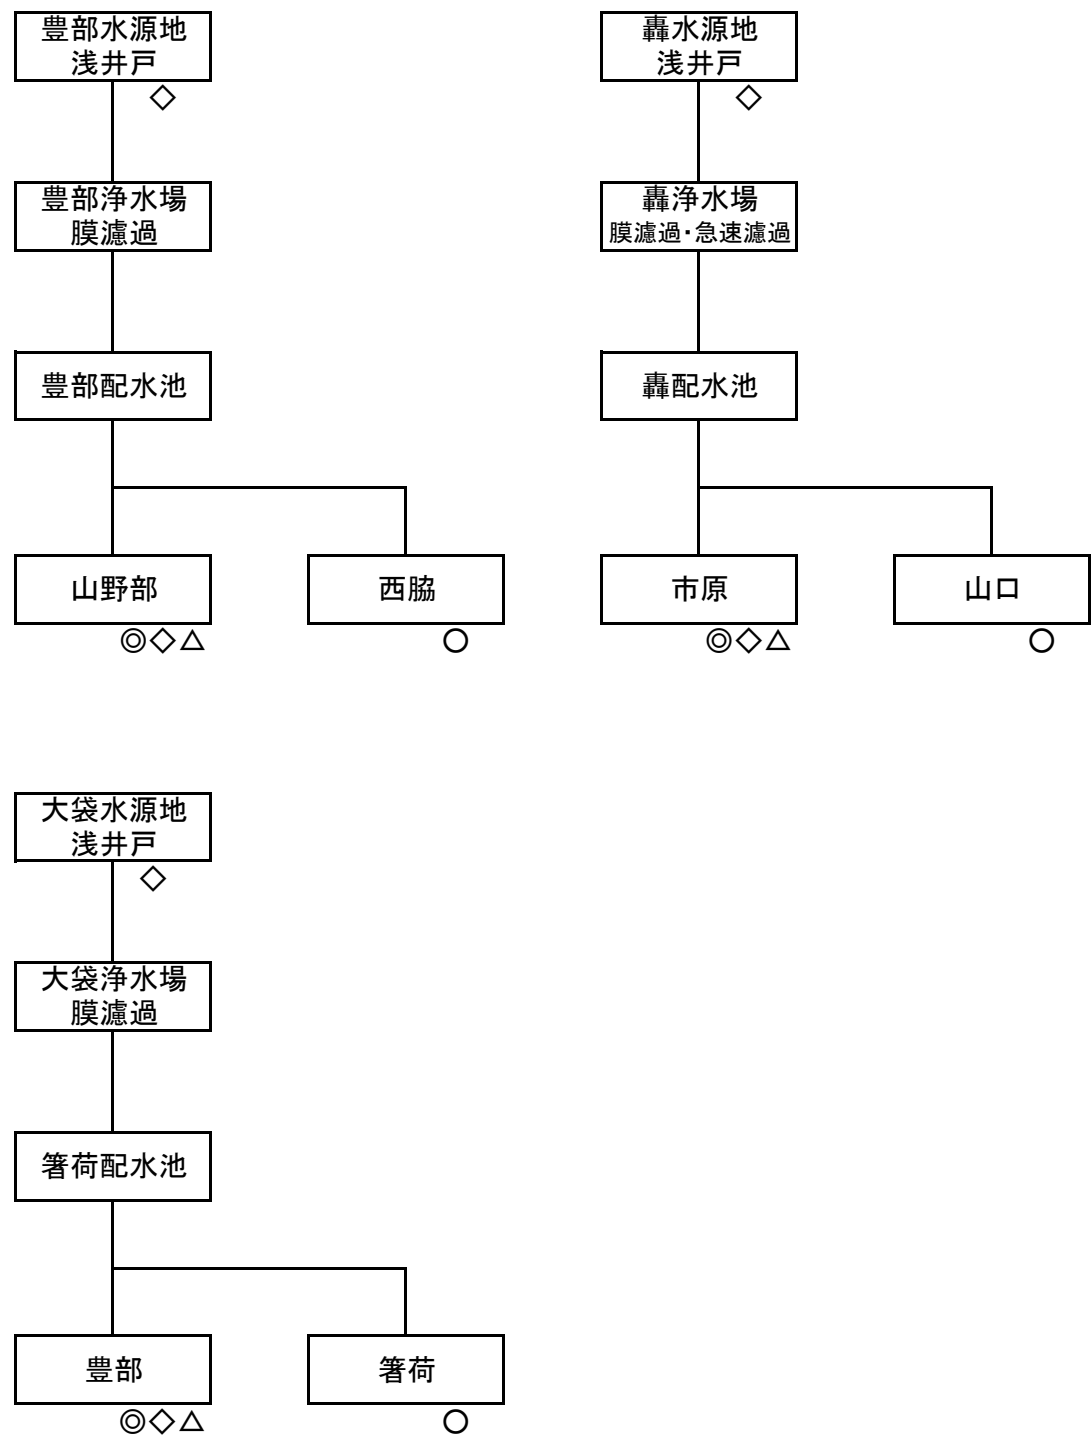 豊部水源地
浅井戸
◇
豊部浄水場
膜濾過
豊部配水池
山野部
◎◇△
西脇
○
轟水源地
浅井戸
◇
轟浄水場
膜濾過・急速濾過
轟配水池
市原
◎◇△
山口
○
大袋水源地
浅井戸
◇
大袋浄水場
膜濾過
箸荷配水池
豊部
◎◇△
箸荷
○